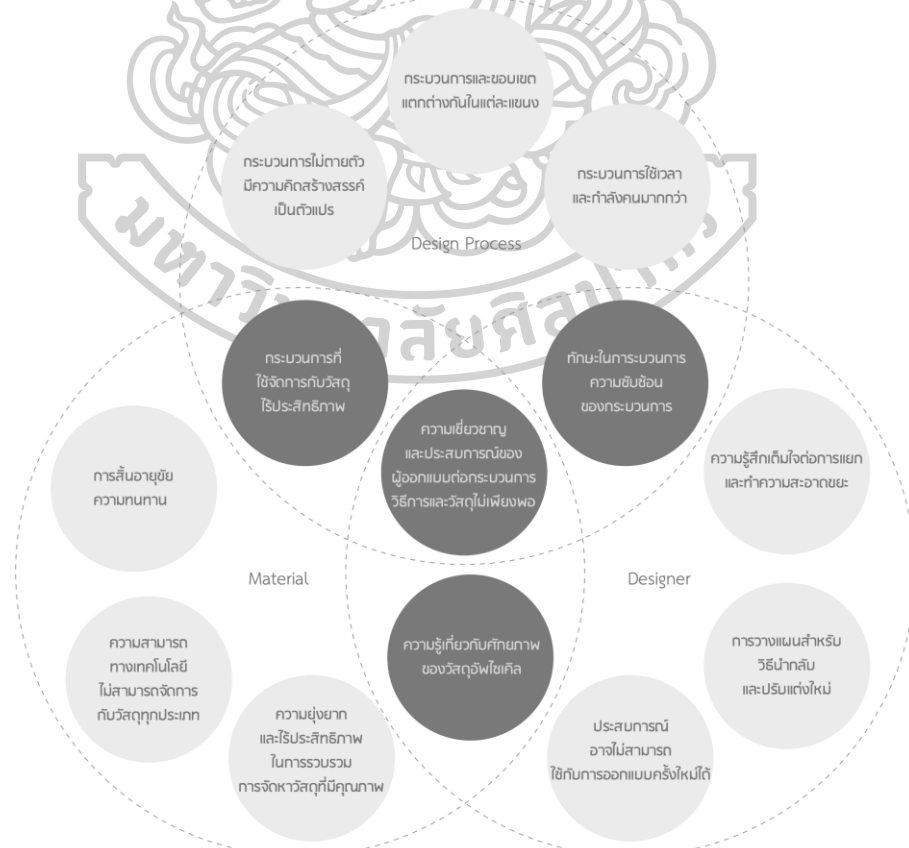 กระบวนการและขอบเขต
แตกต่างกันในแต่ละแขนง
กระบวนการไม่ตายตัว
มีความคิดสร้างสรรค์
เป็นตัวแปร
กระบวนการใช้เวลา
และกำลังคนมากกว่า
Design Process
กระบวนการที่
ใช้จัดการกับวัสดุ
ไร้ประสิทธิภาพ
ทักษะในการะบวนการ
ความซับซ้อน
ของกระบวนการ
ความเชี่ยวชาญ
และประสบการณ์ของ
ผู้ออกแบบต่อกระบวนการ
วิธีการและวัสดุไม่เพียงพอ
การสิ้นอายุขัย
ความทนทาน
ความรู้สึกเต็มใจต่อการแยก
และทำความสะอาดขยะ
Material
Designer
ความรู้เกี่ยวกับศักยภาพ
ของวัสดุอัพไซเคิล
ความสามารถ
ทางเทคโนโลยี
ไม่สามารถจัดการ
กับวัสดุทุกประเภท
การวางแผนสำหรับ
วิธีนำกลับ
และปรับแต่งใหม่
ความยุ่งยาก
และไร้ประสิทธิภาพ
ในการรวบรวม
การจัดหาวัสดุที่มีคุณภาพ
ประสบการณ์
อาจไม่สามารถ
ใช้กับการออกแบบครั้งใหม่ได้